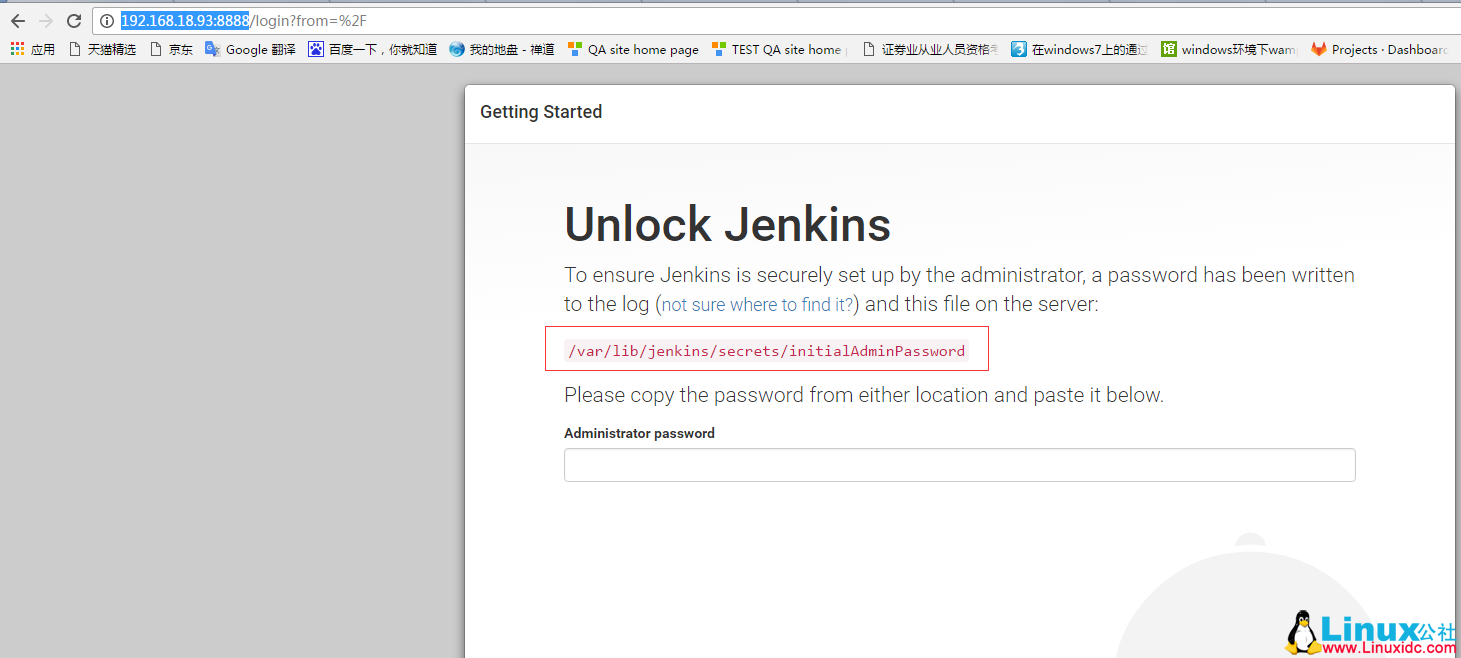 192.168.18.93:8888/login?from=%2F
应用 天猫精选 京东 Google 翻译 百度一下，你就知道 我的地盘 - 禅道 QA site home page TEST QA site home 证券业从业人员资格 在windows7上的通过 windows环境下wam Projects · Dashboard
Getting Started
Unlock Jenkins
To ensure Jenkins is securely set up by the administrator, a password has been written
to the log (not sure where to find it?) and this file on the server:
/var/lib/jenkins/secrets/initialAdminPassword
Please copy the password from either location and paste it below.
Administrator password
Linux公社
www.Linuxidc.com